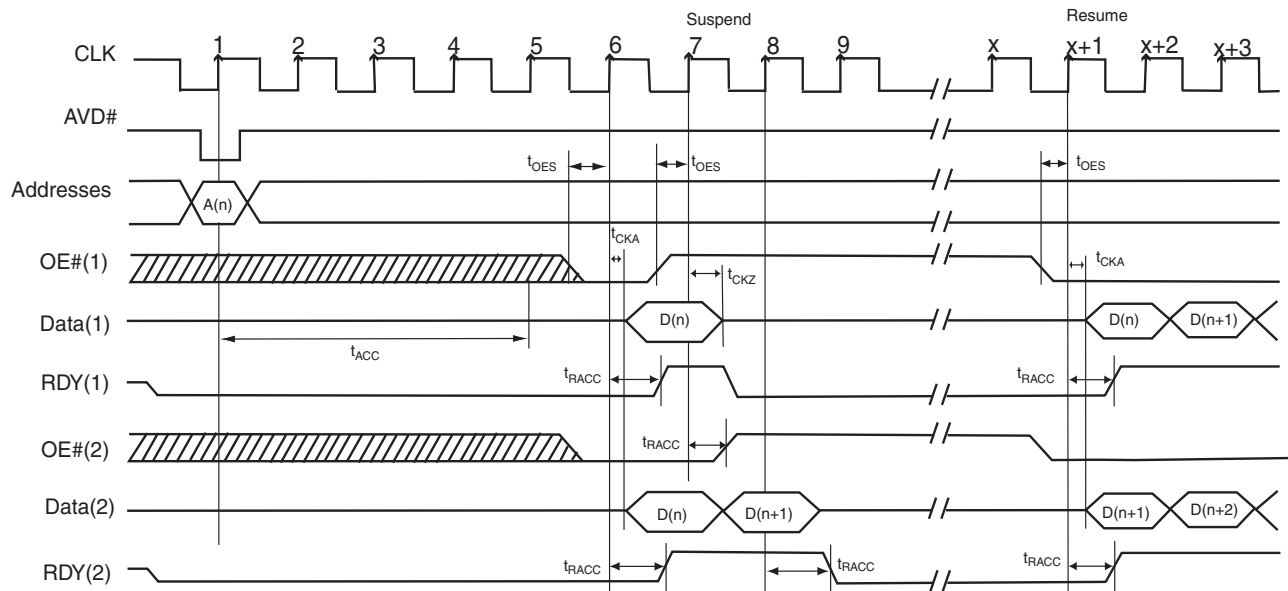 Suspend Resume
CLK 1 2 3 4 5 6 7 8 9 x x+1 x+2 x+3
AVD#
tOES tOES tOES
Addresses A(n)
tCKA
OE#(1) tCKZ tCKA
Data(1) D(n) D(n) D(n+1)
tACC
RDY(1) tRACC tRACC
OE#(2) tRACC
Data(2) D(n) D(n+1) D(n+1) D(n+2)
RDY(2) tRACC tRACC tRACC